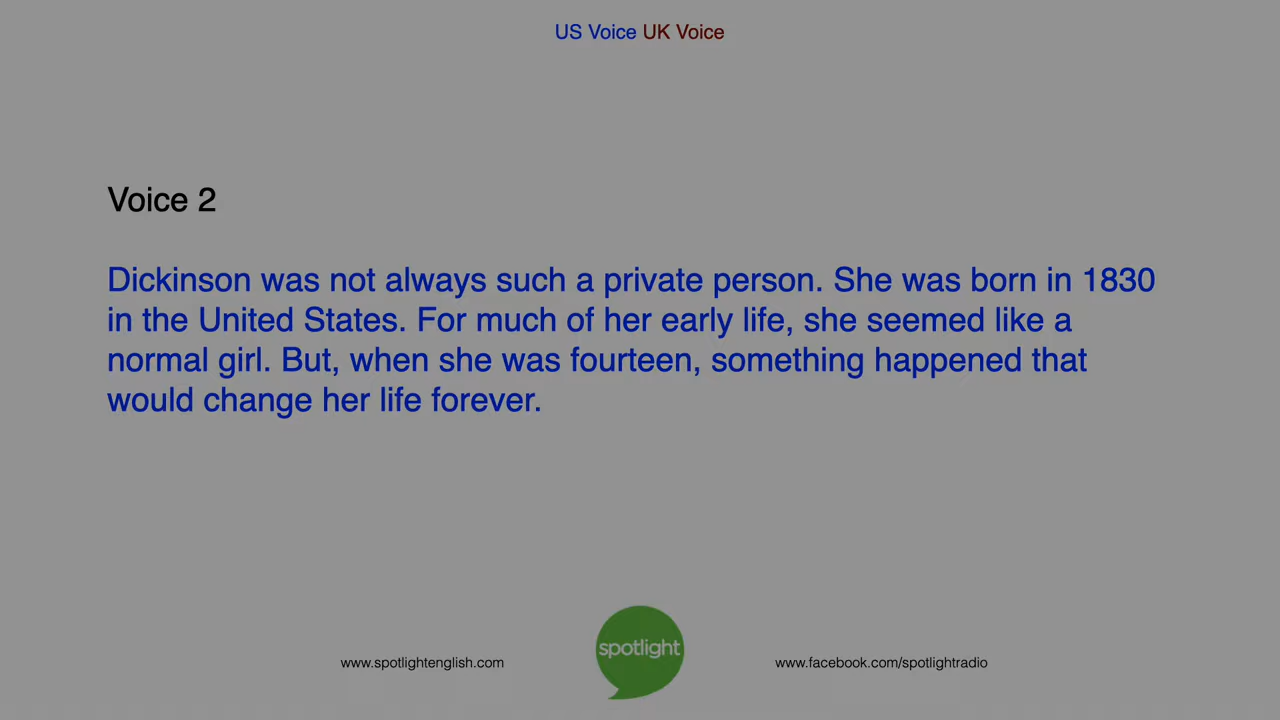 US Voice UK Voice
Voice 2
Dickinson was not always such a private person. She was born in 1830
in the United States. For much of her early life, she seemed like a
normal girl. But, when she was fourteen, something happened that
would change her life forever.
www.spotlightenglish.com
spotlight
www.facebook.com/spotlightradio